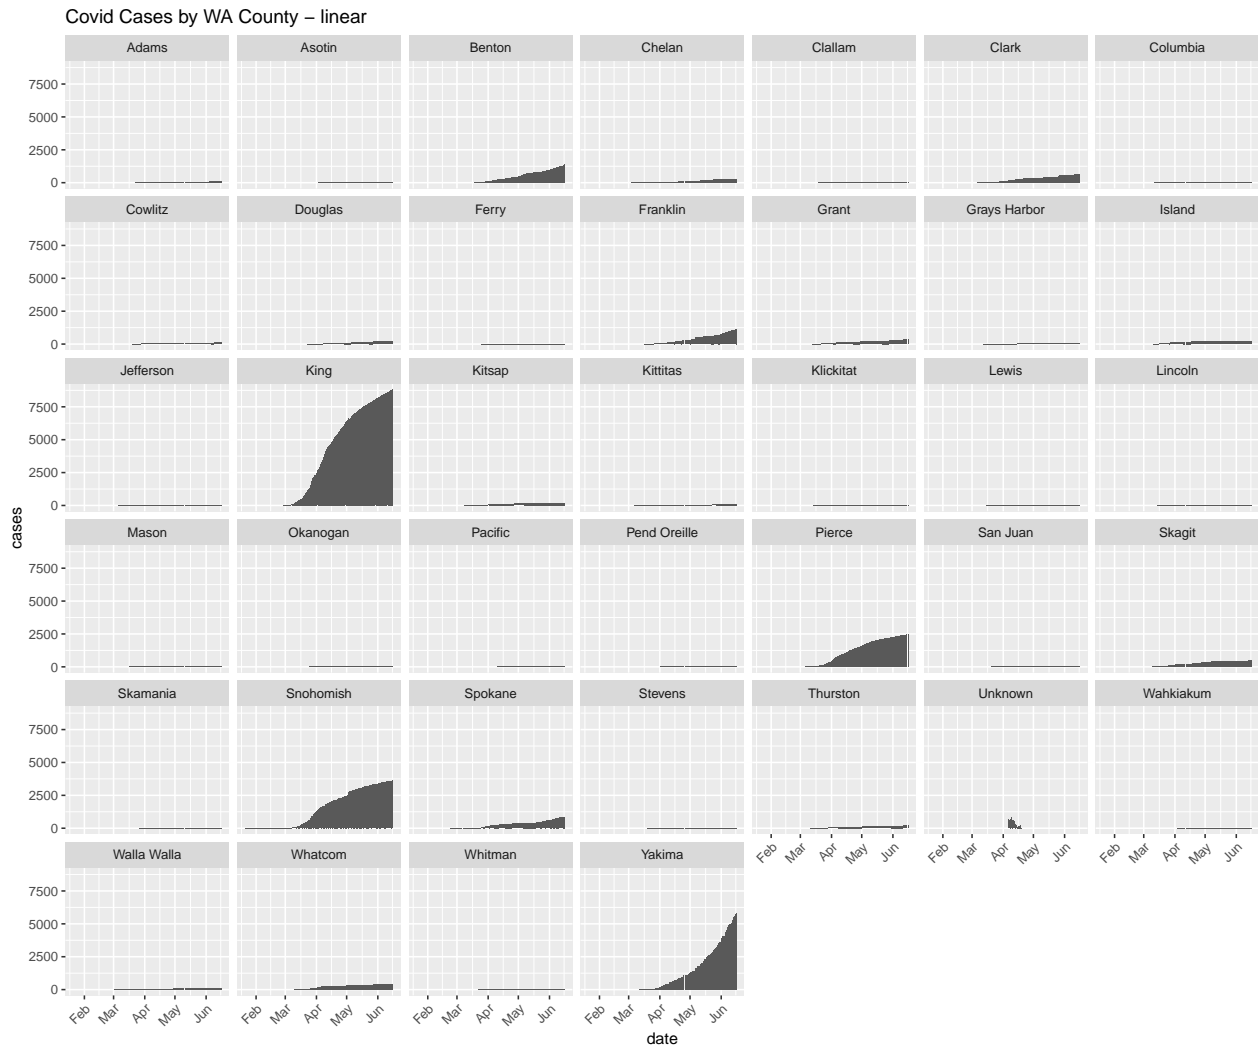 Covid Cases by WA County – linear
Adams Asotin Benton Chelan Clallam Clark Columbia
7500
5000
2500
0
Cowlitz Douglas Ferry Franklin Grant Grays Harbor Island
7500
5000
2500
0
Jefferson King Kitsap Kittitas Klickitat Lewis Lincoln
7500
5000
2500
0
cases
Mason Okanogan Pacific Pend Oreille Pierce San Juan Skagit
7500
5000
2500
0
Skamania Snohomish Spokane Stevens Thurston Unknown Wahkiakum
7500
5000
2500
0
Feb Mar Apr May Jun Feb Mar Apr May Jun Feb Mar Apr May Jun
Walla Walla Whatcom Whitman Yakima
7500
5000
2500
0
Feb Mar Apr May Jun Feb Mar Apr May Jun Feb Mar Apr May Jun Feb Mar Apr May Jun
date